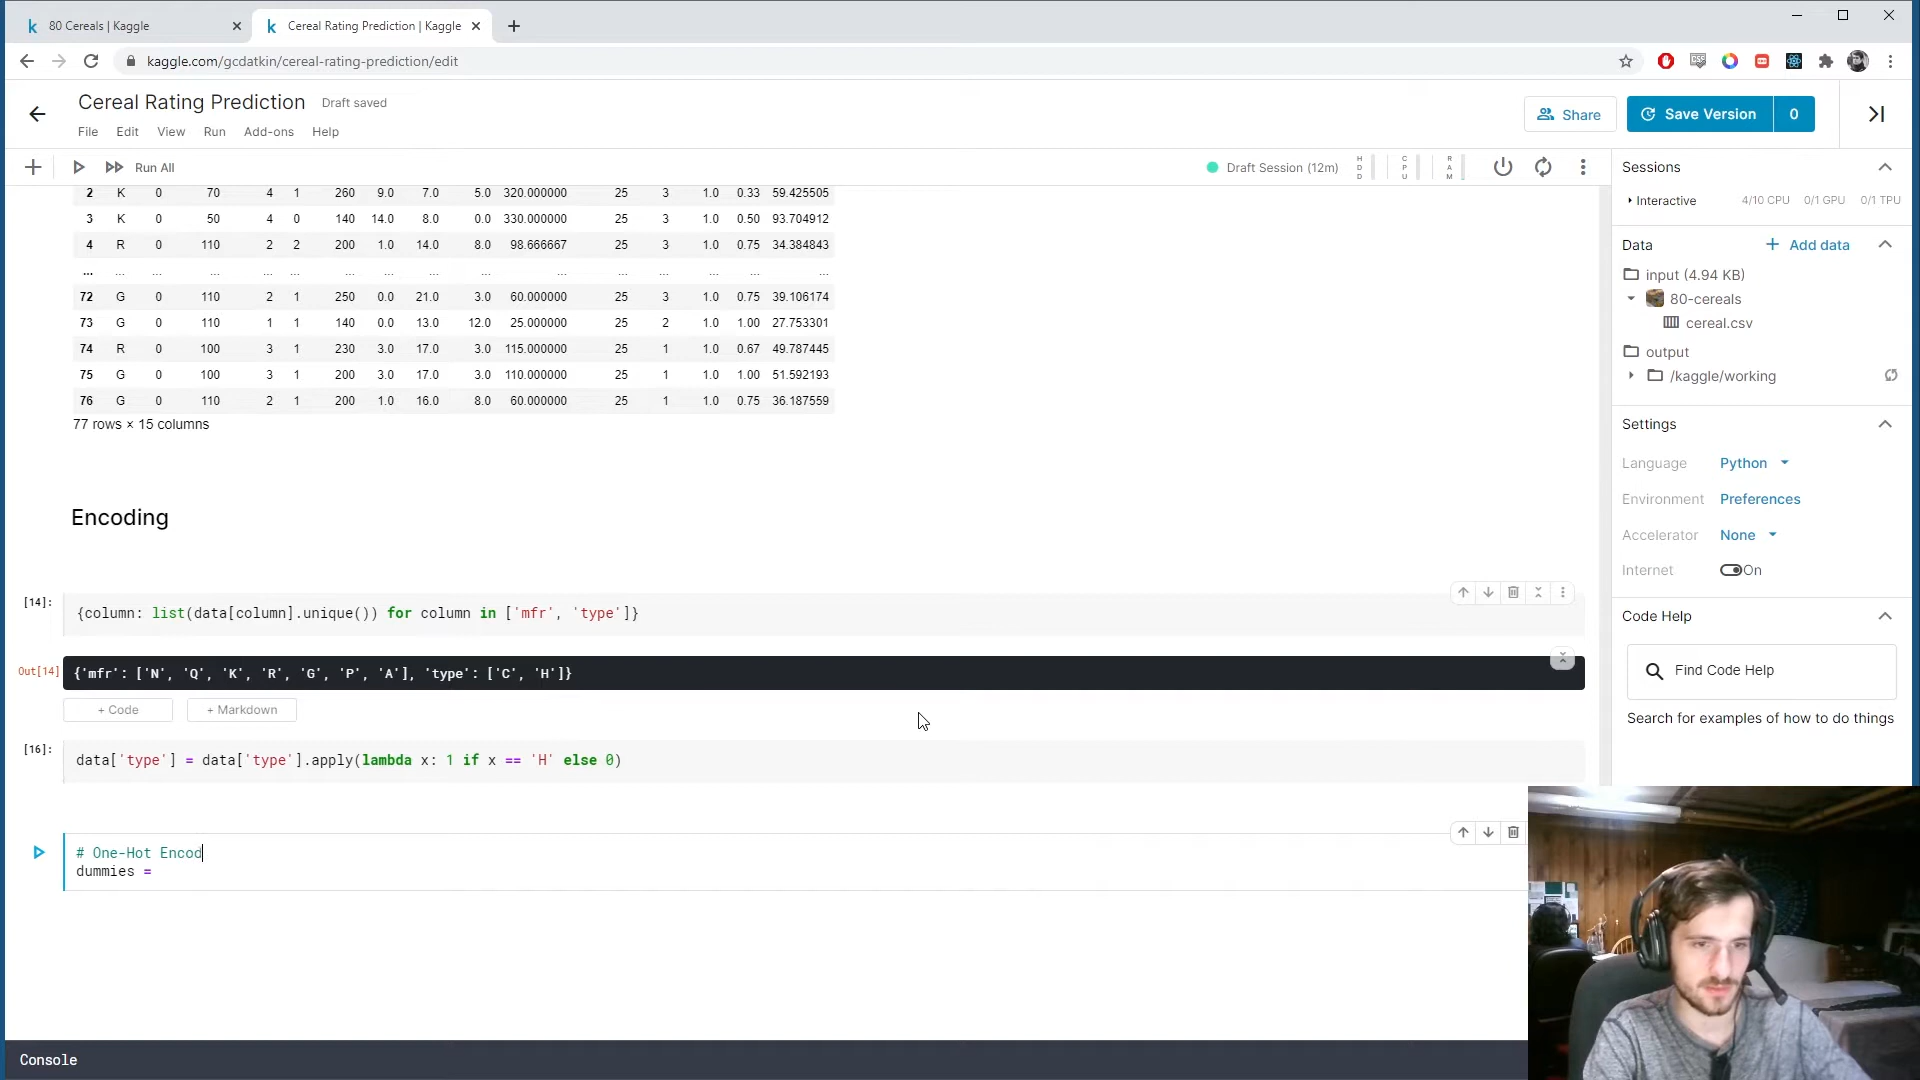 80 Cereals | Kaggle
Cereal Rating Prediction | Kaggle
kaggle.com/gcdatkin/cereal-rating-prediction/edit
Cereal Rating Prediction Draft saved
File Edit View Run Add-ons Help
Share
Save Version 0
Run All
Draft Session (12m)
HDD
CPU
RAM
2 K 0 70 4 1 260 9.0 7.0 5.0 320.000000 25 3 1.0 0.33 59.425505
3 K 0 50 4 0 140 14.0 8.0 0.0 330.000000 25 3 1.0 0.50 93.704912
4 R 0 110 2 2 200 1.0 14.0 8.0 98.666667 25 3 1.0 0.75 34.384843
... ... ... ... ... ... ... ... ... ... ... ... ... ... ... ...
72 G 0 110 2 1 250 0.0 21.0 3.0 60.000000 25 3 1.0 0.75 39.106174
73 G 0 110 1 1 140 0.0 13.0 12.0 25.000000 25 2 1.0 1.00 27.753301
74 R 0 100 3 1 230 3.0 17.0 3.0 115.000000 25 1 1.0 0.67 49.787445
75 G 0 100 3 1 200 3.0 17.0 3.0 110.000000 25 1 1.0 1.00 51.592193
76 G 0 110 2 1 200 1.0 16.0 8.0 60.000000 25 1 1.0 0.75 36.187559
77 rows × 15 columns
Encoding
[14]: {column: list(data[column].unique()) for column in ['mfr', 'type']}
Out[14] {'mfr': ['N', 'Q', 'K', 'R', 'G', 'P', 'A'], 'type': ['C', 'H']}
+ Code + Markdown
[16]: data['type'] = data['type'].apply(lambda x: 1 if x == 'H' else 0)
# One-Hot Encod
dummies =
Console
Sessions
Interactive 4/10 CPU 0/1 GPU 0/1 TPU
Data + Add data
input (4.94 KB)
80-cereals
cereal.csv
output
/kaggle/working
Settings
Language Python
Environment Preferences
Accelerator None
Internet On
Code Help
Find Code Help
Search for examples of how to do things